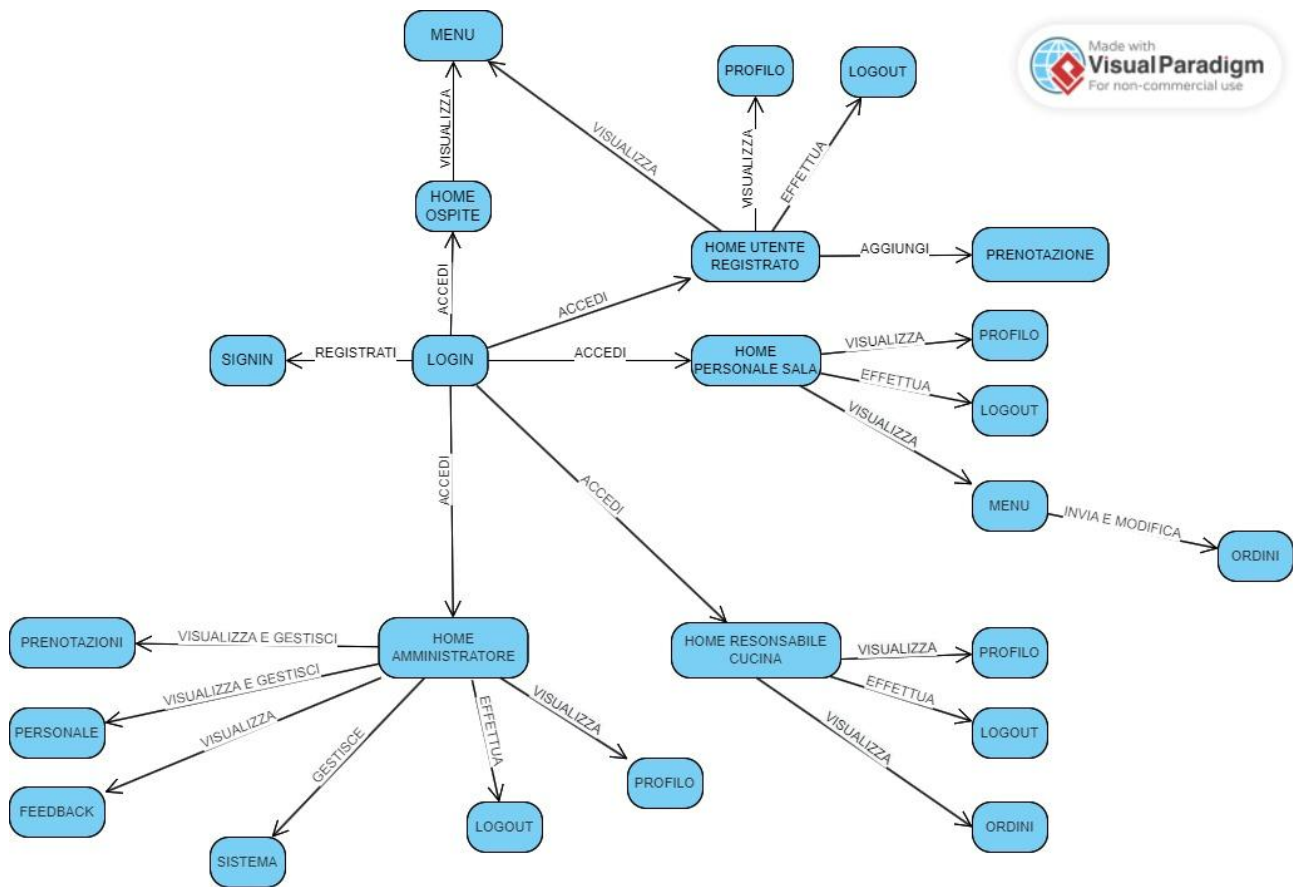 MENU
PROFILO
LOGOUT
Made with
Visual Paradigm
For non-commercial use
VISUALIZZA
VISUALIZZA
VISUALIZZA
EFFETTUA
HOME
OSPITE
HOME UTENTE
REGISTRATO
AGGIUNGI
PRENOTAZIONE
ACCEDI
ACCEDI
SIGNIN
REGISTRATI
LOGIN
ACCEDI
HOME
PERSONALE SALA
VISUALIZZA
PROFILO
EFFETTUA
LOGOUT
VISUALIZZA
MENU
INVIA E MODIFICA
ORDINI
ACCEDI
ACCEDI
PRENOTAZIONI
VISUALIZZA E GESTISCI
HOME
AMMINISTRATORE
HOME RESONSABILE
CUCINA
VISUALIZZA
PROFILO
VISUALIZZA E GESTISCI
EFFETTUA
PERSONALE
VISUALIZZA
GESTISCE
EFFETTUA
VISUALIZZA
VISUALIZZA
LOGOUT
FEEDBACK
PROFILO
LOGOUT
ORDINI
SISTEMA